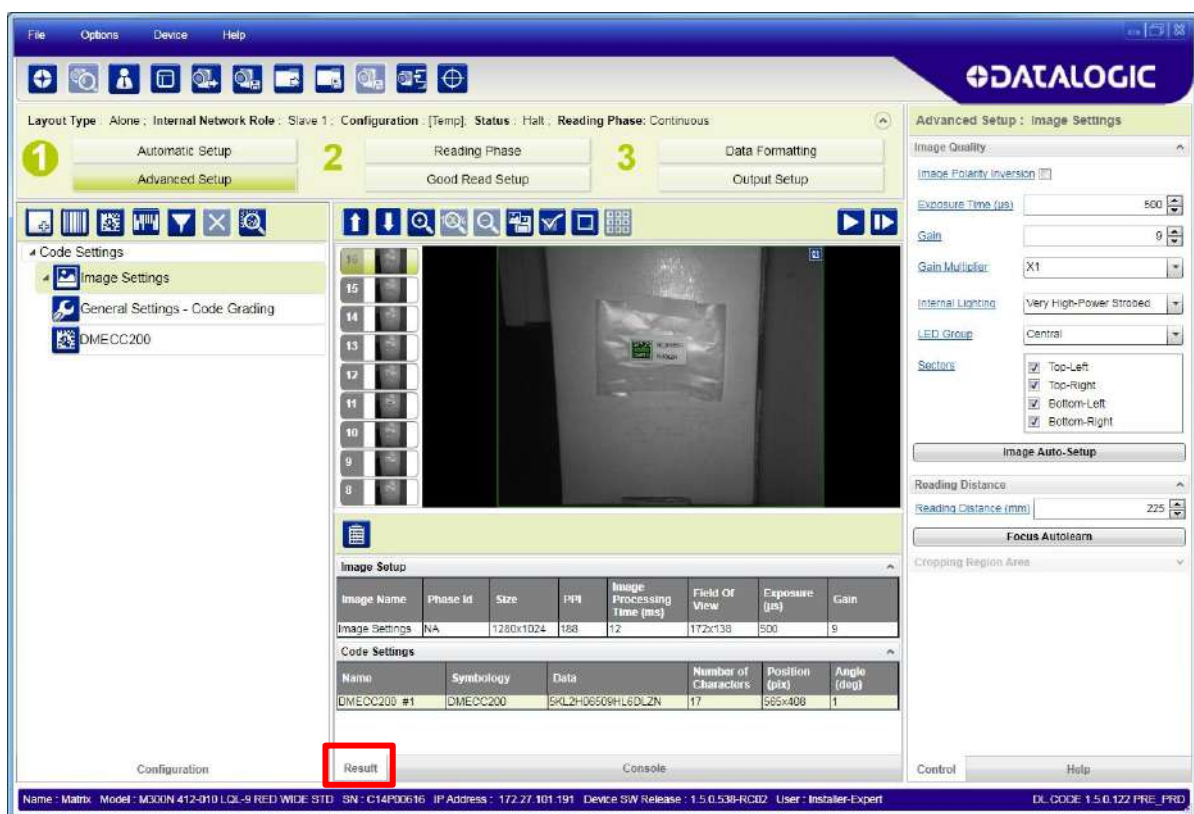 File Options Device Help
DATALOGIC
Layout Type : Alone ; Internal Network Role : Slave 1 ; Configuration : [Temp]; Status : Halt ; Reading Phase: Continuous
1 Automatic Setup 2 Reading Phase 3 Data Formatting
Advanced Setup Good Read Setup Output Setup
Code Settings
Image Settings
General Settings - Code Grading
DMECC200
Configuration
16
15
14
13
12
11
10
9
8
Image Setup
Image Name Phase Id Size PPI Image Processing Time (ms) Field Of View Exposure (µs) Gain
Image Settings NA 1280x1024 188 12 172x138 500 9
Code Settings
Name Symbology Data Number of Characters Position (pix) Angle (deg)
DMECC200 #1 DMECC200 5KL2H06509HL6DLZN 17 565x408 1
Result Console
Advanced Setup : Image Settings
Image Quality
Image Polarity Inversion
Exposure Time (µs) 500
Gain 9
Gain Multiplier X1
Internal Lighting Very High-Power Strobed
LED Group Central
Sectors Top-Left
Top-Right
Bottom-Left
Bottom-Right
Image Auto-Setup
Reading Distance
Reading Distance (mm) 225
Focus Autolearn
Cropping Region Area
Control Help
Name : Matrix Model : M300N 412-010 LQL-9 RED WIDE STD SN : C14P00616 IP Address : 172.27.101.191 Device SW Release : 1.5.0.538-RC02 User : Installer-Expert DL.CODE 1.5.0.122 PRE_PRD